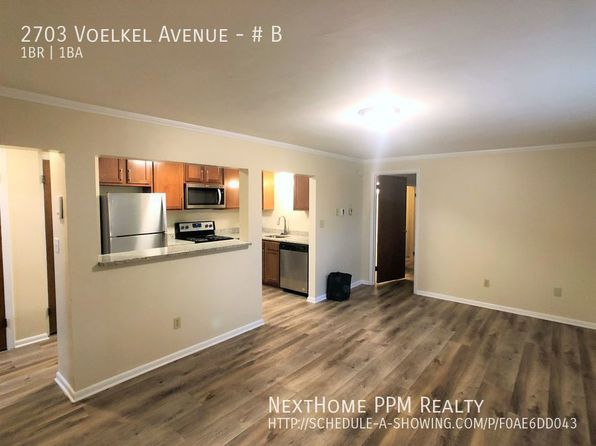 2703 Voelkel Avenue - # B
1BR | 1BA
NextHome PPM Realty
http://schedule-a-showing.com/p/f0ae6dd043